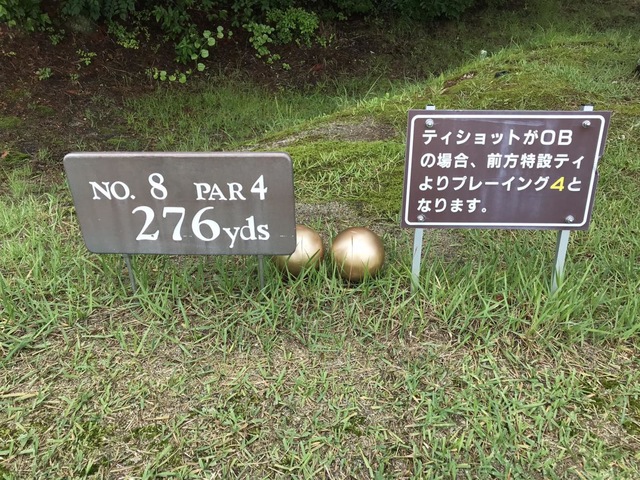 NO. 8 PAR 4
276yds
ティショットがOB
の場合、前方特設ティ
よりプレーイング4と
なります。